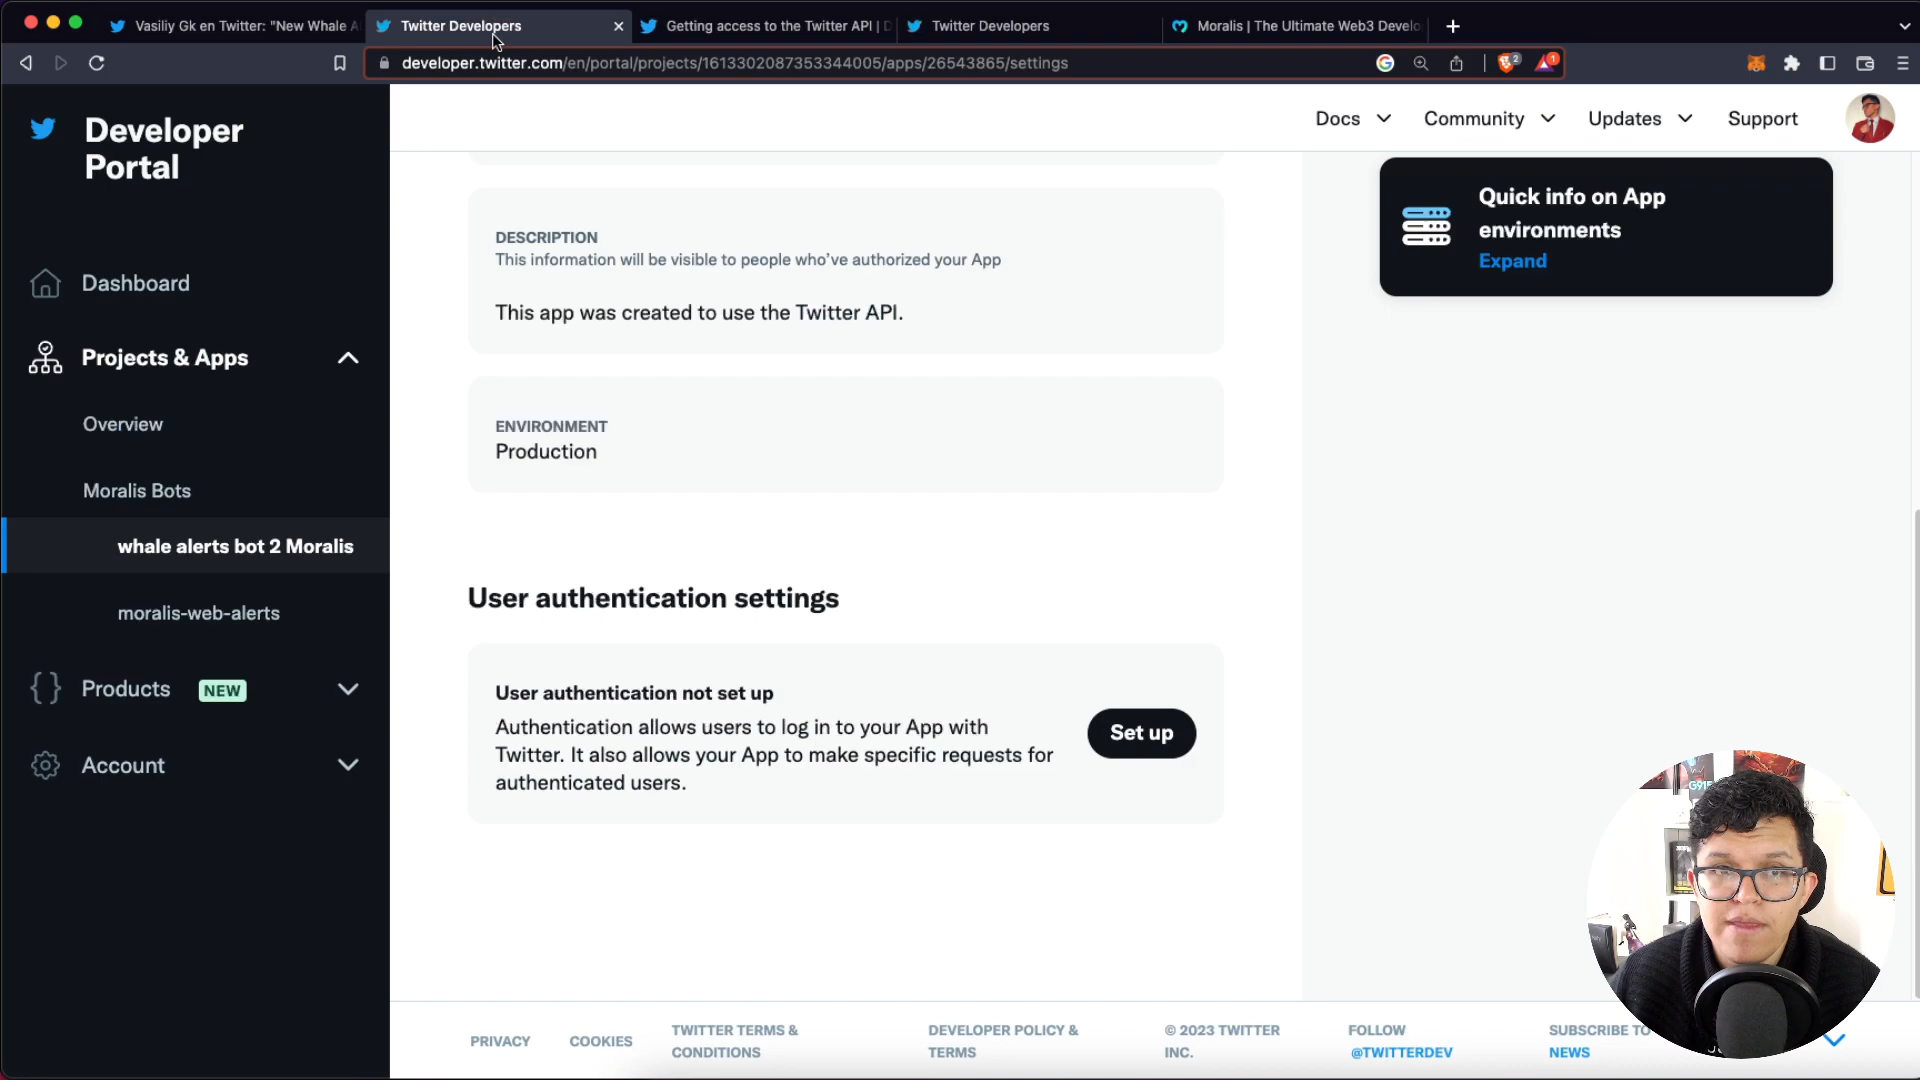 Vasiliy Gk en Twitter: "New Whale A
Twitter Developers
Getting access to the Twitter API | D
Twitter Developers
Moralis | The Ultimate Web3 Develo
developer.twitter.com/en/portal/projects/1613302087353344005/apps/26543865/settings
2
1
Developer
Portal
Docs
Community
Updates
Support
Dashboard
Projects & Apps
Overview
Moralis Bots
whale alerts bot 2 Moralis
moralis-web-alerts
Products
NEW
Account
DESCRIPTION
This information will be visible to people who've authorized your App
This app was created to use the Twitter API.
ENVIRONMENT
Production
User authentication settings
User authentication not set up
Authentication allows users to log in to your App with
Twitter. It also allows your App to make specific requests for
authenticated users.
Set up
Quick info on App
environments
Expand
PRIVACY
COOKIES
TWITTER TERMS &
CONDITIONS
DEVELOPER POLICY &
TERMS
© 2023 TWITTER
INC.
FOLLOW
@TWITTERDEV
SUBSCRIBE TO
NEWS